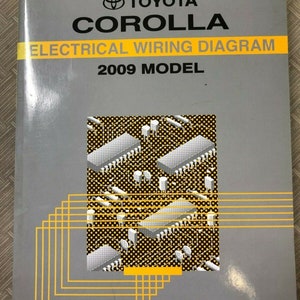 TOYOTA
COROLLA
ELECTRICAL WIRING DIAGRAM
2009 MODEL